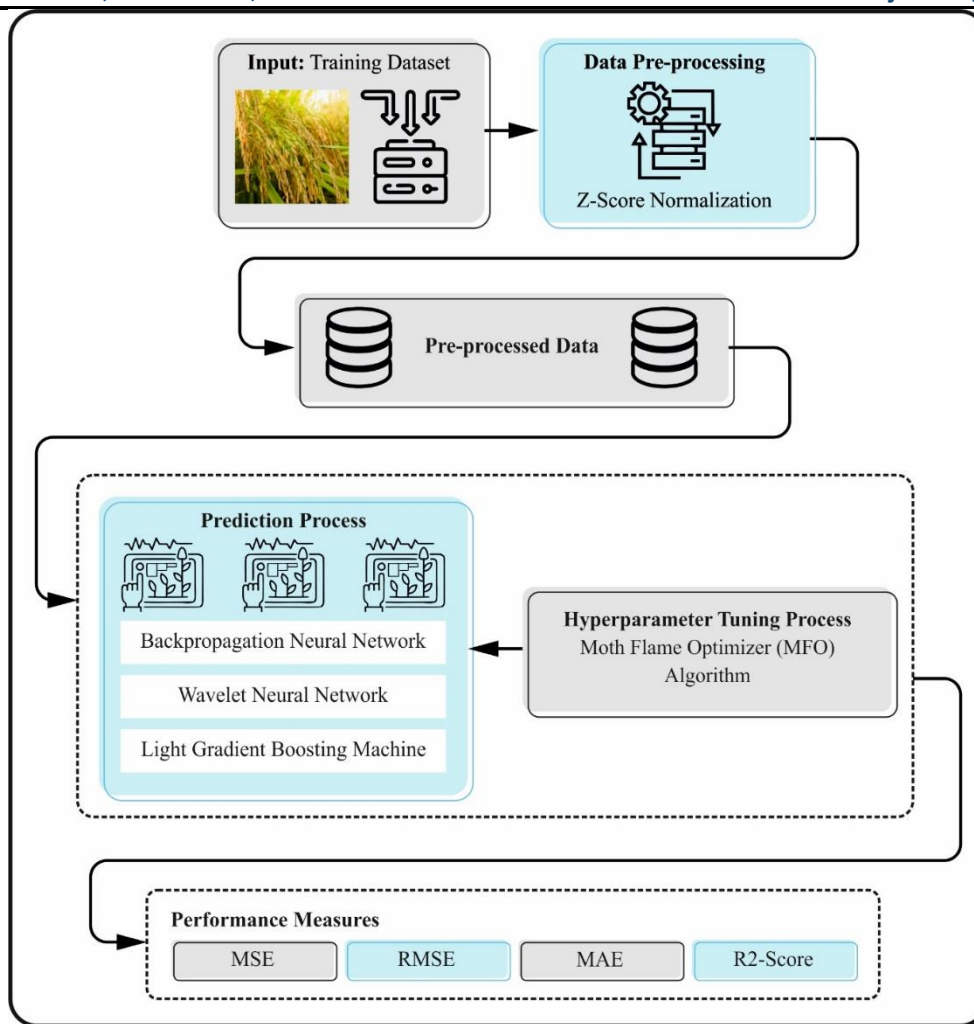 Input: Training Dataset
Data Pre-processing
Z-Score Normalization
Pre-processed Data
Prediction Process
Backpropagation Neural Network
Wavelet Neural Network
Light Gradient Boosting Machine
Hyperparameter Tuning Process
Moth Flame Optimizer (MFO)
Algorithm
Performance Measures
MSE
RMSE
MAE
R2-Score